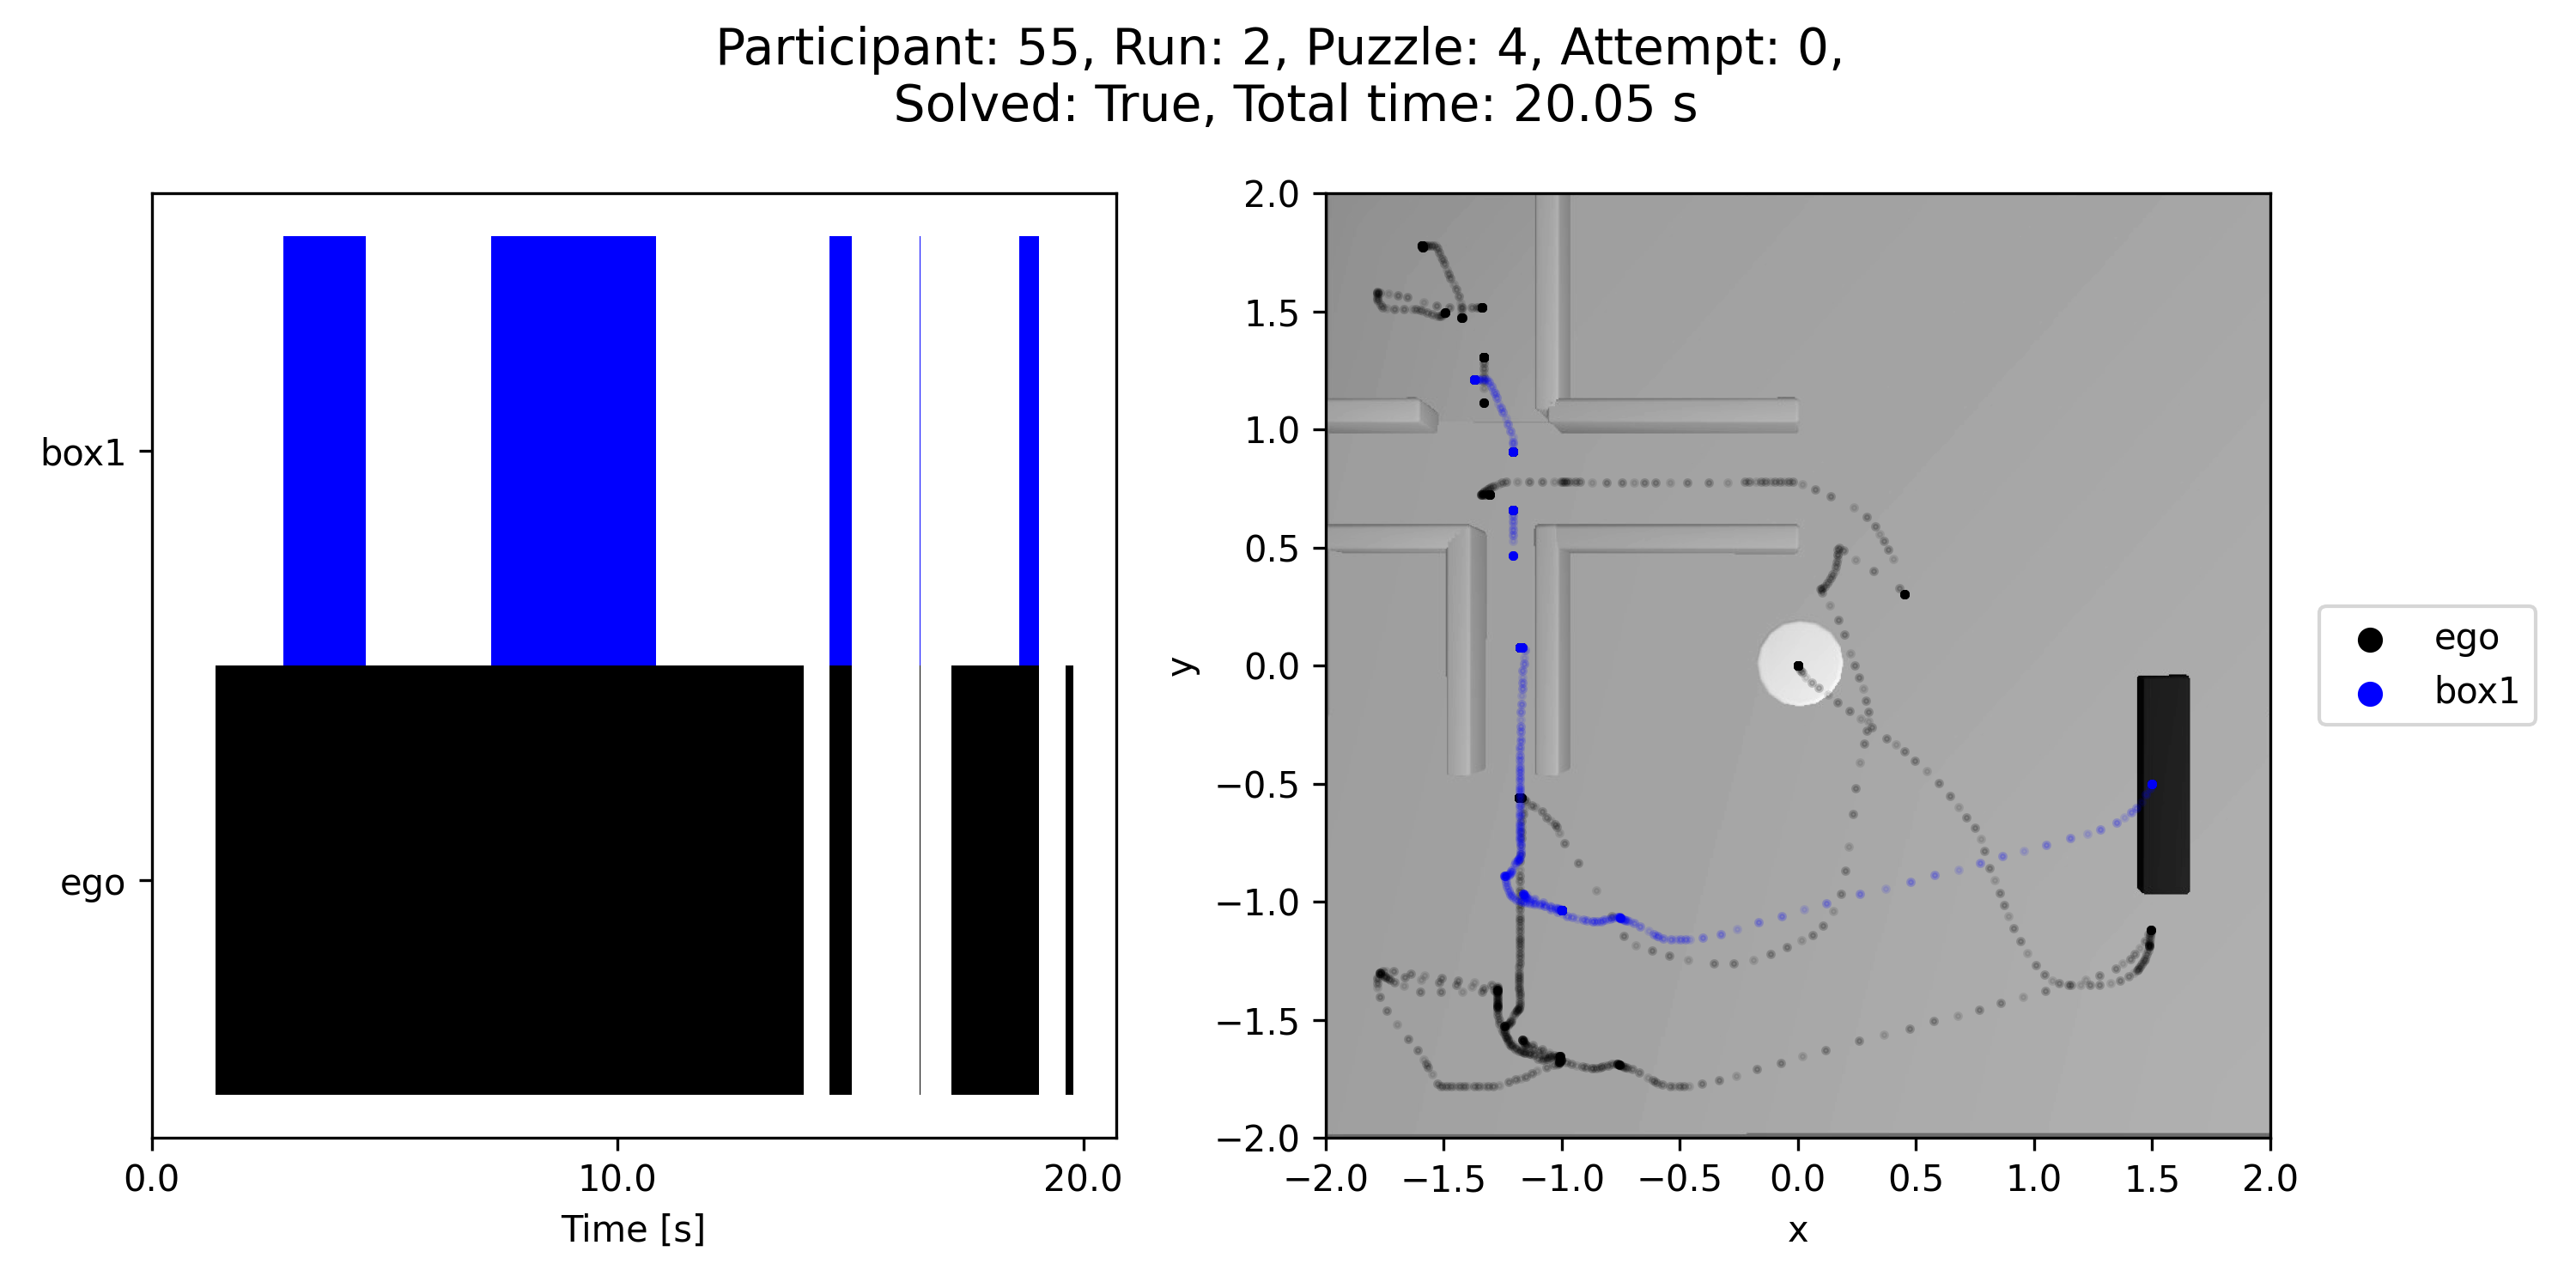 Participant: 55, Run: 2, Puzzle: 4, Attempt: 0,
Solved: True, Total time: 20.05 s
box1
ego
0.0 10.0 20.0
Time [s]
2.0
1.5
1.0
0.5
0.0
−0.5
−1.0
−1.5
−2.0
y
−2.0 −1.5 −1.0 −0.5 0.0 0.5 1.0 1.5 2.0
x
ego
box1